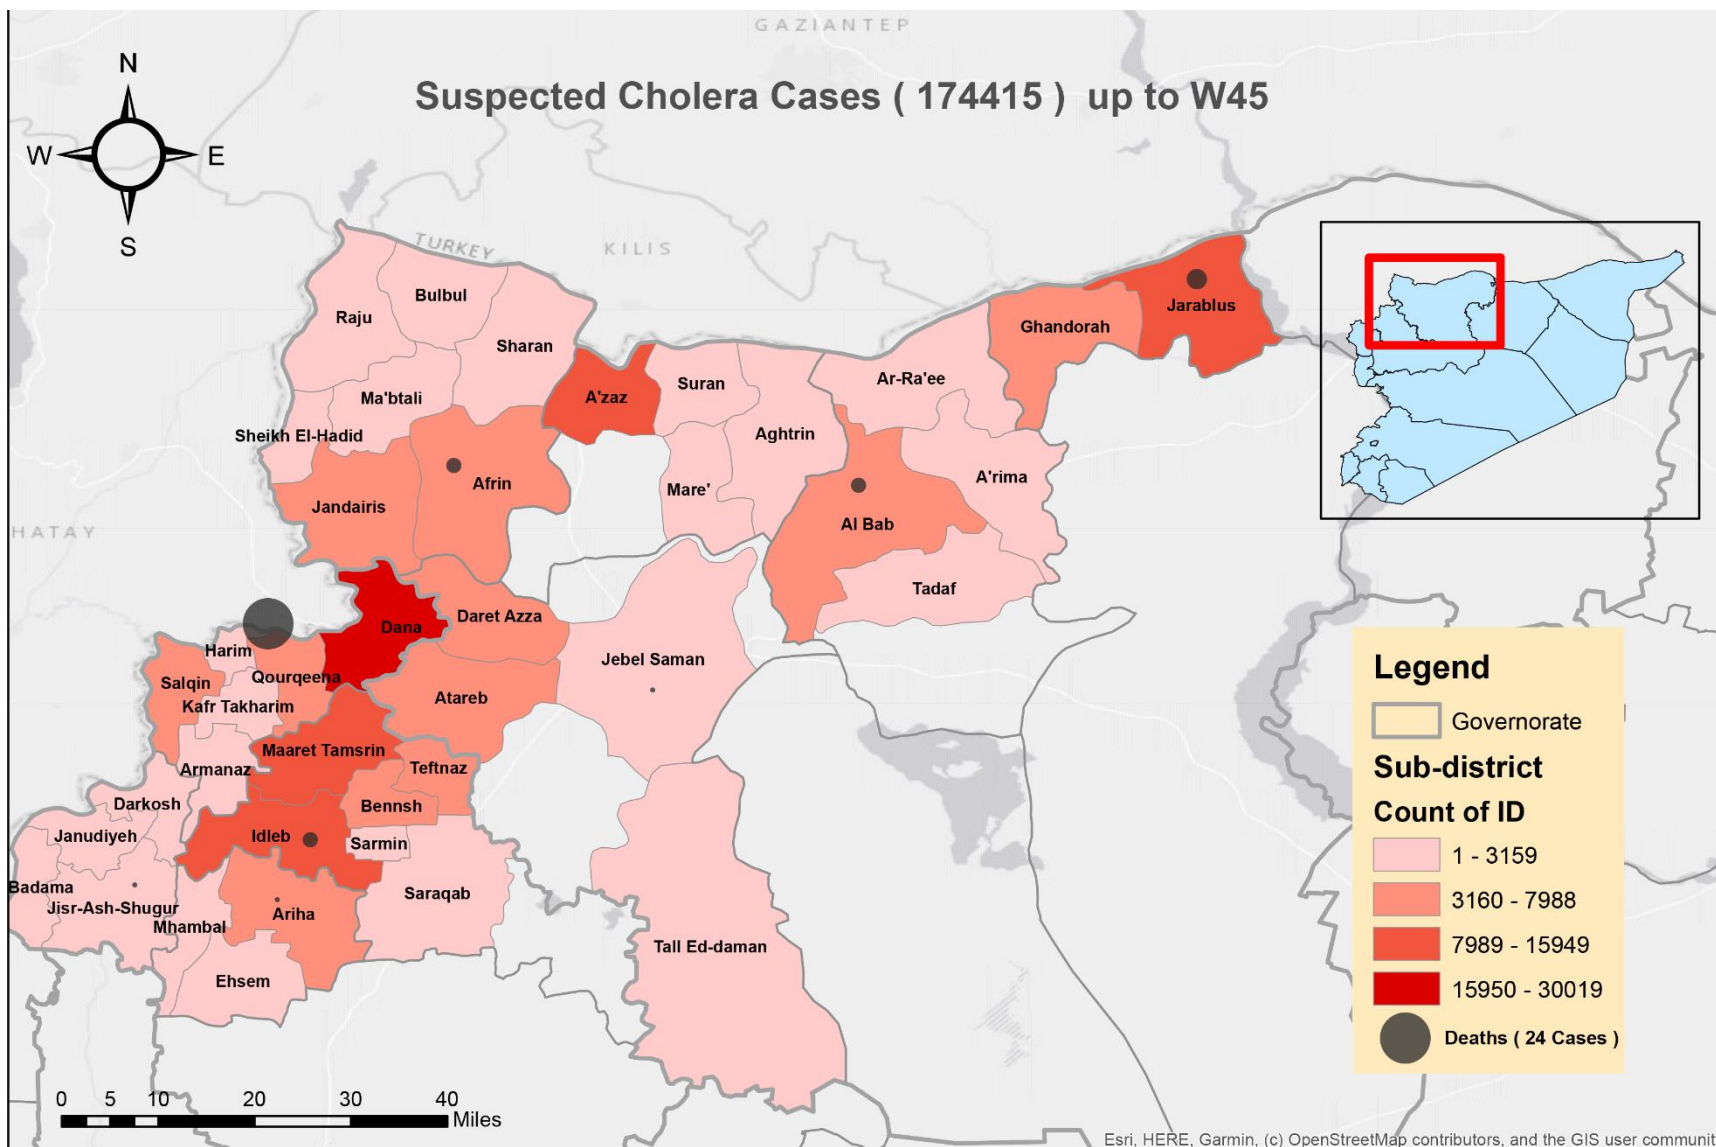 GAZIANTEP
Suspected Cholera Cases ( 174415 )  up to W45
N
W
E
S
TURKEY
KILIS
Bulbul
Raju
Sharan
Jarablus
Ghandorah
Ar-Ra'ee
Suran
A'zaz
Ma'btali
Sheikh El-Hadid
Aghtrin
A'rima
Mare'
Afrin
Jandairis
Al Bab
HATAY
Tadaf
Daret Azza
Dana
Harim
Jebel Saman
Qourqeena
Salqin
Kafr Takharim
Atareb
Maaret Tamsrin
Armanaz
Teftnaz
Darkosh
Bennsh
Janudiyeh
Idleb
Sarmin
Badama
Jisr-Ash-Shugur
Saraqab
Ariha
Mhambal
Tall Ed-daman
Ehsem
Legend
Governorate
Sub-district
Count of ID
1 - 3159
3160 - 7988
7989 - 15949
15950 - 30019
Deaths ( 24 Cases )
0 5 10 20 30 40
Miles
Esri, HERE, Garmin, (c) OpenStreetMap contributors, and the GIS user communit